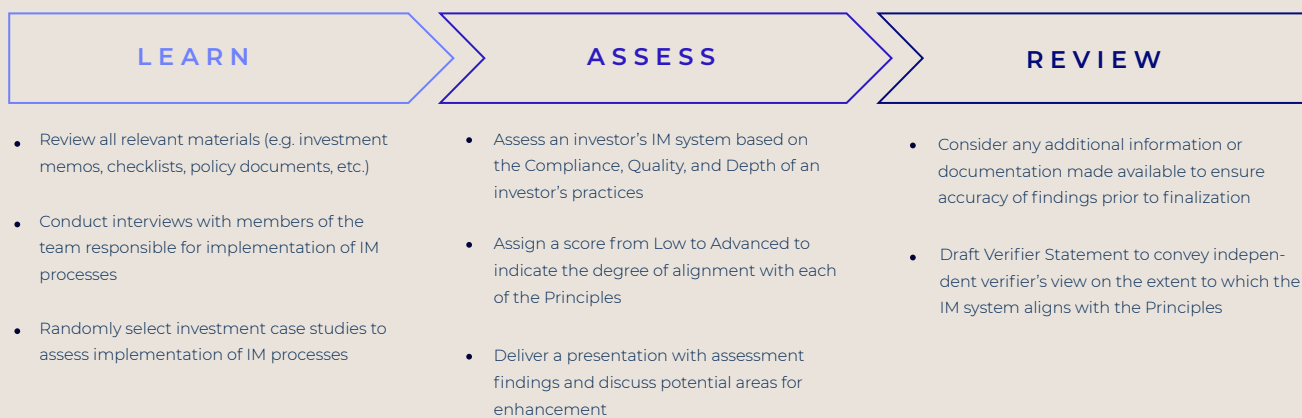 LEARN
Review all relevant materials (e.g. investment
memos, checklists, policy documents, etc.)
Conduct interviews with members of the
team responsible for implementation of IM
processes
Randomly select investment case studies to
assess implementation of IM processes
ASSESS
Assess an investor’s IM system based on
the Compliance, Quality, and Depth of an
investor’s practices
Assign a score from Low to Advanced to
indicate the degree of alignment with each
of the Principles
Deliver a presentation with assessment
findings and discuss potential areas for
enhancement
REVIEW
Consider any additional information or
documentation made available to ensure
accuracy of findings prior to finalization
Draft Verifier Statement to convey indepen-
dent verifier’s view on the extent to which the
IM system aligns with the Principles